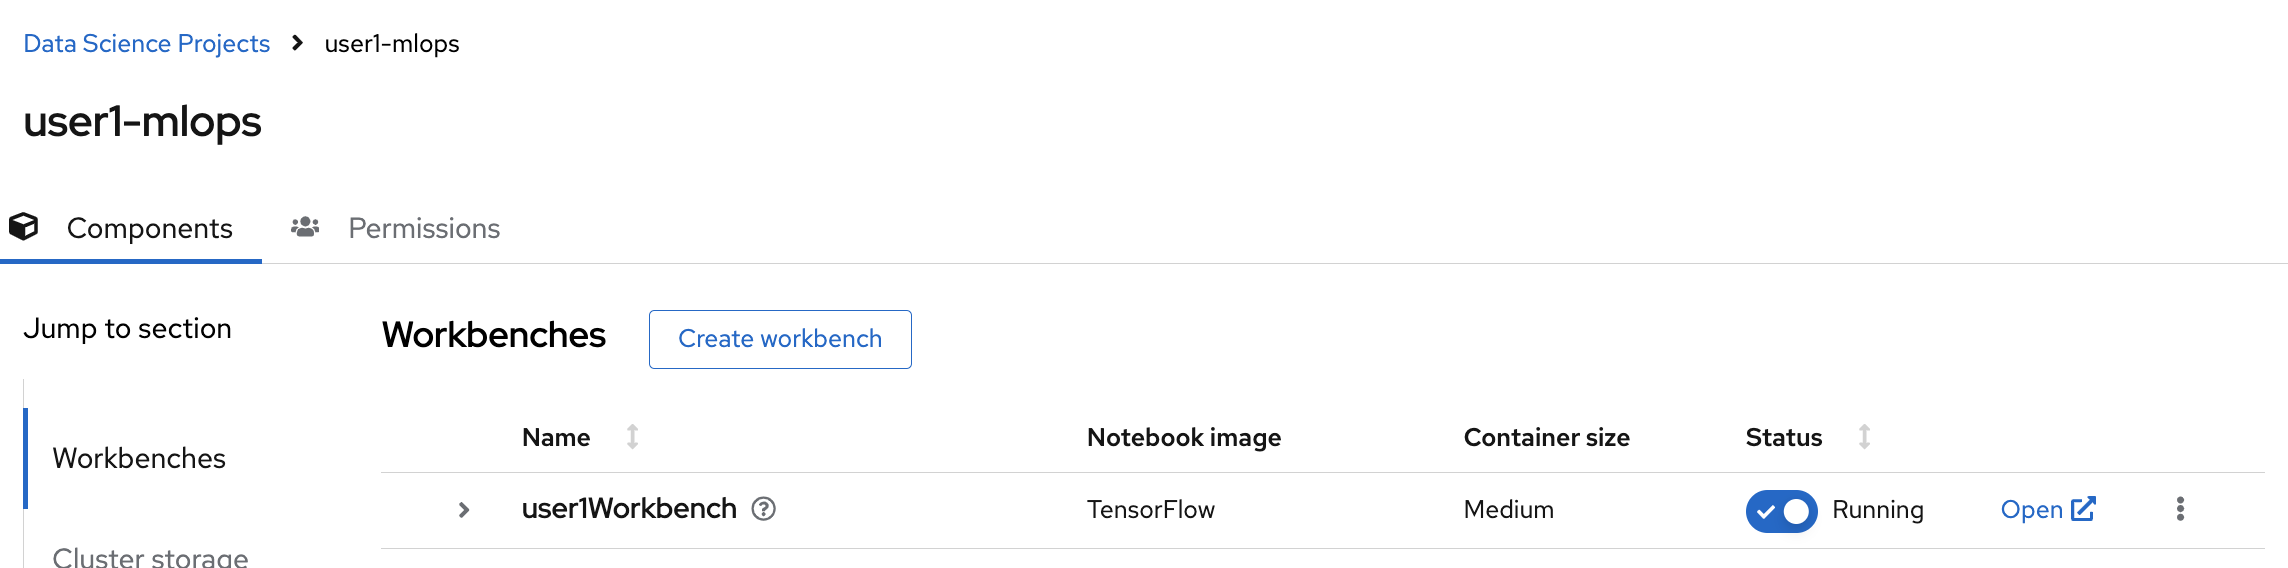 Data Science Projects > user1-mlops
user1-mlops
Components Permissions
Jump to section
Workbenches
Cluster storage
Workbenches Create workbench
Name Notebook image Container size Status
user1Workbench TensorFlow Medium Running Open